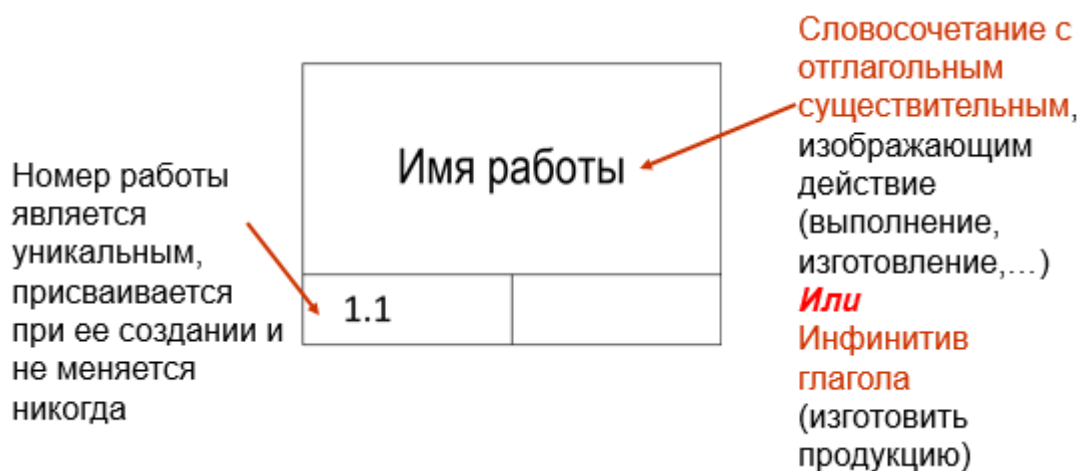 Номер работы
является
уникальным,
присваивается
при ее создании и
не меняется
никогда
Имя работы
1.1
Словосочетание с
отглагольным
существительным,
изображающим
действие
(выполнение,
изготовление,…)
Или
Инфинитив
глагола
(изготовить
продукцию)